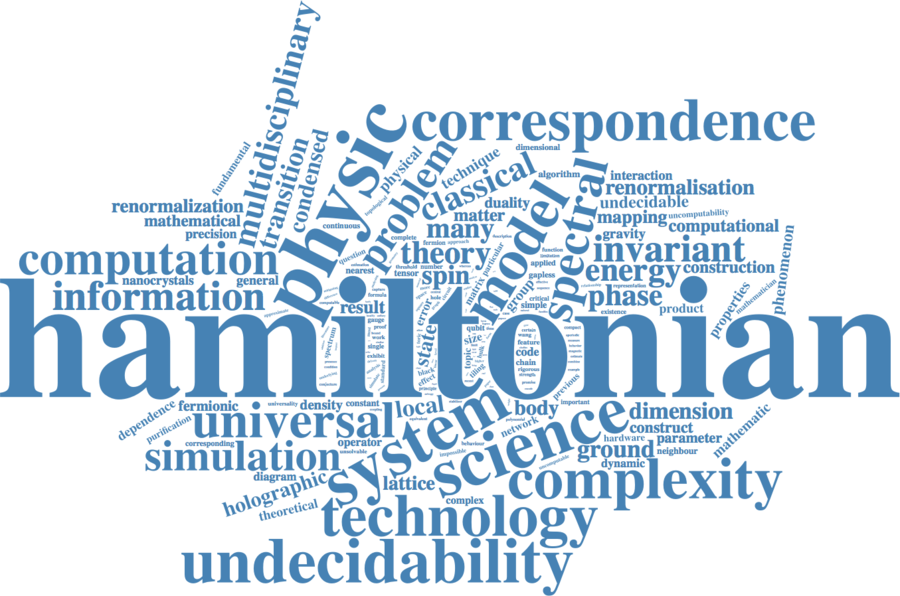 renormalization
multidisciplinary
fundamental
transition
condensed
physic
correspondence
problem
physical
technique
classical
dimensional
algorithm
spectral
interaction
renormalisation
undecidable
mapping
uncomputability
computational
gravity
invariant
energy
construction
phenomenon
renormalization
mathematical
precision
continuous
topological
duality
matter
many
model
theory
spin
computation
nanocrystals
general
information
question
nearest
complete
fermion
approach
threshold
number
tensor
particular
matrix
group
function
applied
gapless
critical
simple
representation
phase
existence
product
properties
mathematician
hamiltonian
result
spectrum
formula
gauge
proof
work
single
exhibit
standard
error
state
black
effect
qubit
size
topic
tiling
certain
wang
feature
code
chain
rigorous
strength
compact
previous
important
dependence
fermionic
universality
density
constant
local
system
body
science
dimension
purification
universal
corresponding
operator
unsolvable
network
behaviour
impossible
construct
hardware
parameter
mathematic
simulation
ground
neighbour
dynamic
diagram
holographic
lattice
uncomputable
complexity
theoretical
complex
technology
undecidability